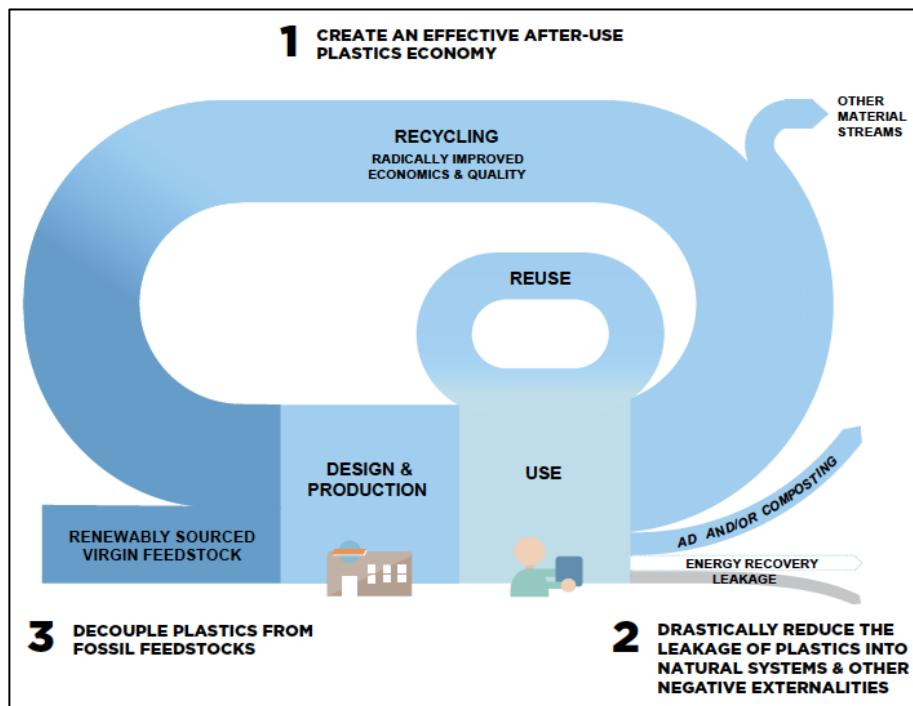 1 CREATE AN EFFECTIVE AFTER-USE
PLASTICS ECONOMY
OTHER
MATERIAL
STREAMS
RECYCLING
RADICALLY IMPROVED
ECONOMICS & QUALITY
REUSE
DESIGN &
PRODUCTION
USE
RENEWABLY SOURCED
VIRGIN FEEDSTOCK
AD AND/OR COMPOSTING
ENERGY RECOVERY
LEAKAGE
3 DECOUPLE PLASTICS FROM
FOSSIL FEEDSTOCKS
2 DRASTICALLY REDUCE THE
LEAKAGE OF PLASTICS INTO
NATURAL SYSTEMS & OTHER
NEGATIVE EXTERNALITIES